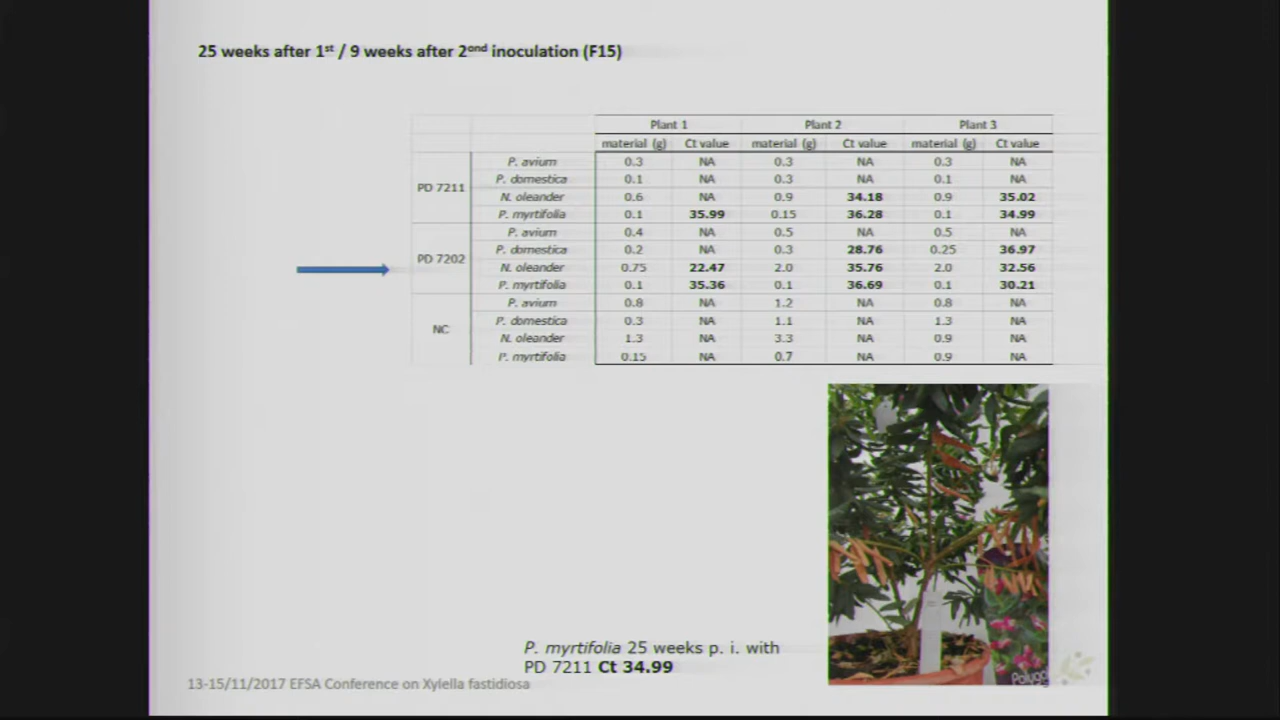 25 weeks after 1st / 9 weeks after 2ond inoculation (F15)
Plant 1 Plant 2 Plant 3
material (g) Ct value material (g) Ct value material (g) Ct value
PD 7211
P. avium 0.3 NA 0.3 NA 0.3 NA
P. domestica 0.1 NA 0.3 NA 0.1 NA
N. oleander 0.6 NA 0.9 34.18 0.9 35.02
P. myrtifolia 0.1 35.99 0.15 36.28 0.1 34.99
PD 7202
P. avium 0.4 NA 0.5 NA 0.5 NA
P. domestica 0.2 NA 0.3 28.76 0.25 36.97
N. oleander 0.75 22.47 2.0 35.76 2.0 32.56
P. myrtifolia 0.1 35.36 0.1 36.69 0.1 30.21
NC
P. avium 0.8 NA 1.2 NA 0.8 NA
P. domestica 0.3 NA 1.1 NA 1.3 NA
N. oleander 1.3 NA 3.3 NA 0.9 NA
P. myrtifolia 0.15 NA 0.7 NA 0.9 NA
P. myrtifolia 25 weeks p. i. with
PD 7211 Ct 34.99
13-15/11/2017 EFSA Conference on Xylella fastidiosa